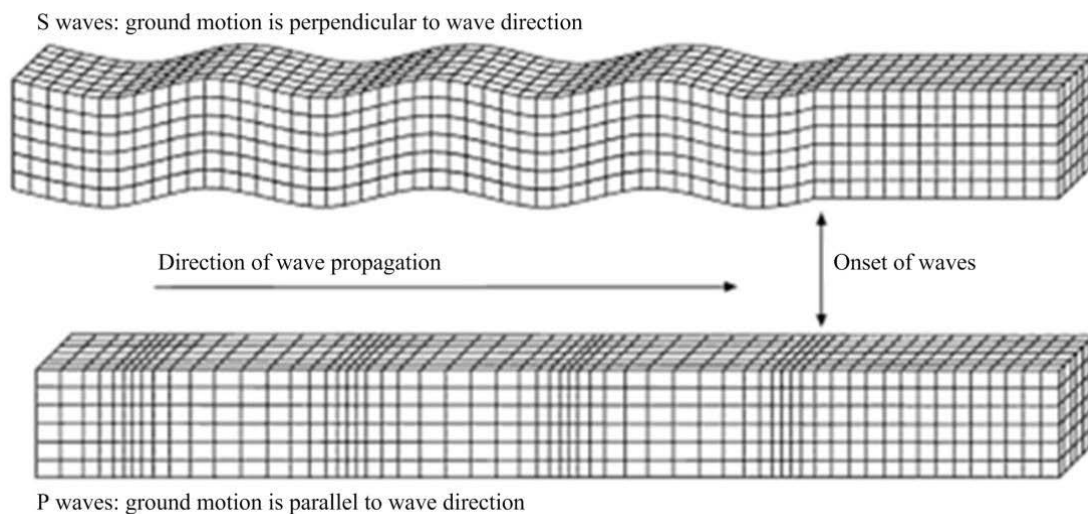 S waves: ground motion is perpendicular to wave direction
Direction of wave propagation
Onset of waves
P waves: ground motion is parallel to wave direction